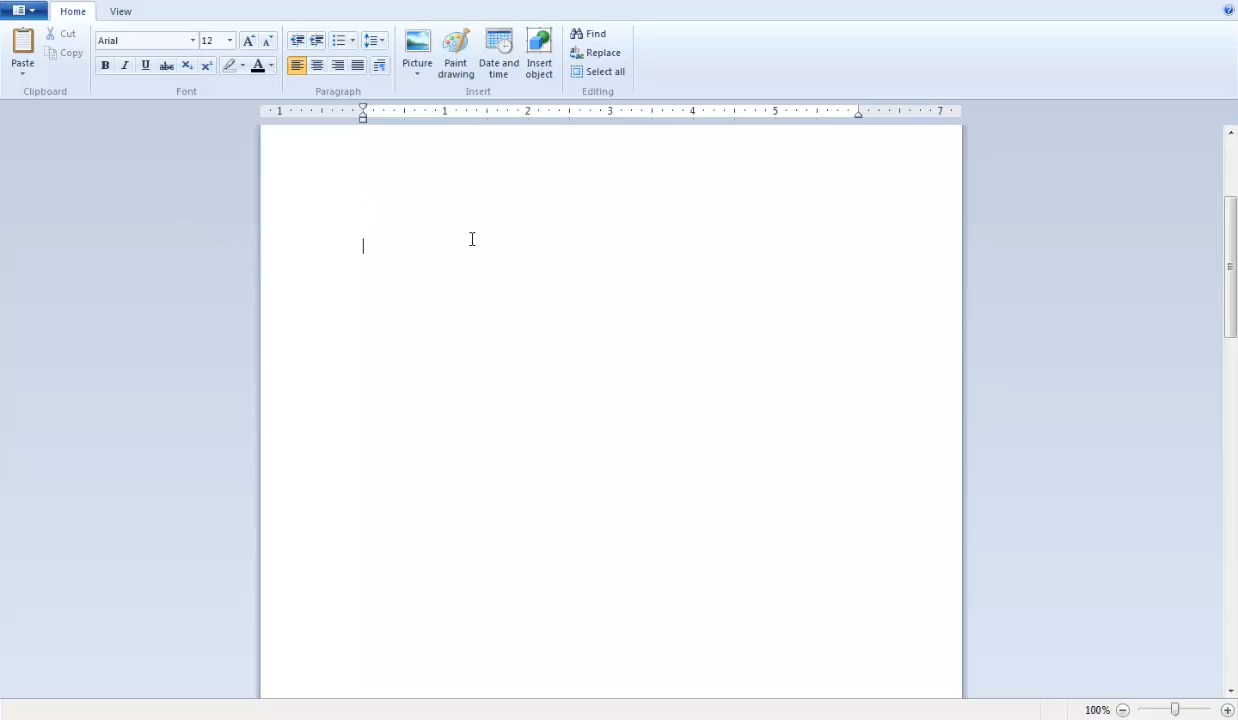 Home View
Paste Cut Copy Clipboard
Arial 12 A A
B I U abc X₂ X² A Font
Paragraph
Picture Paint drawing Date and time Insert object Insert
Find Replace Select all Editing
1 1 2 3 4 5 7
100%